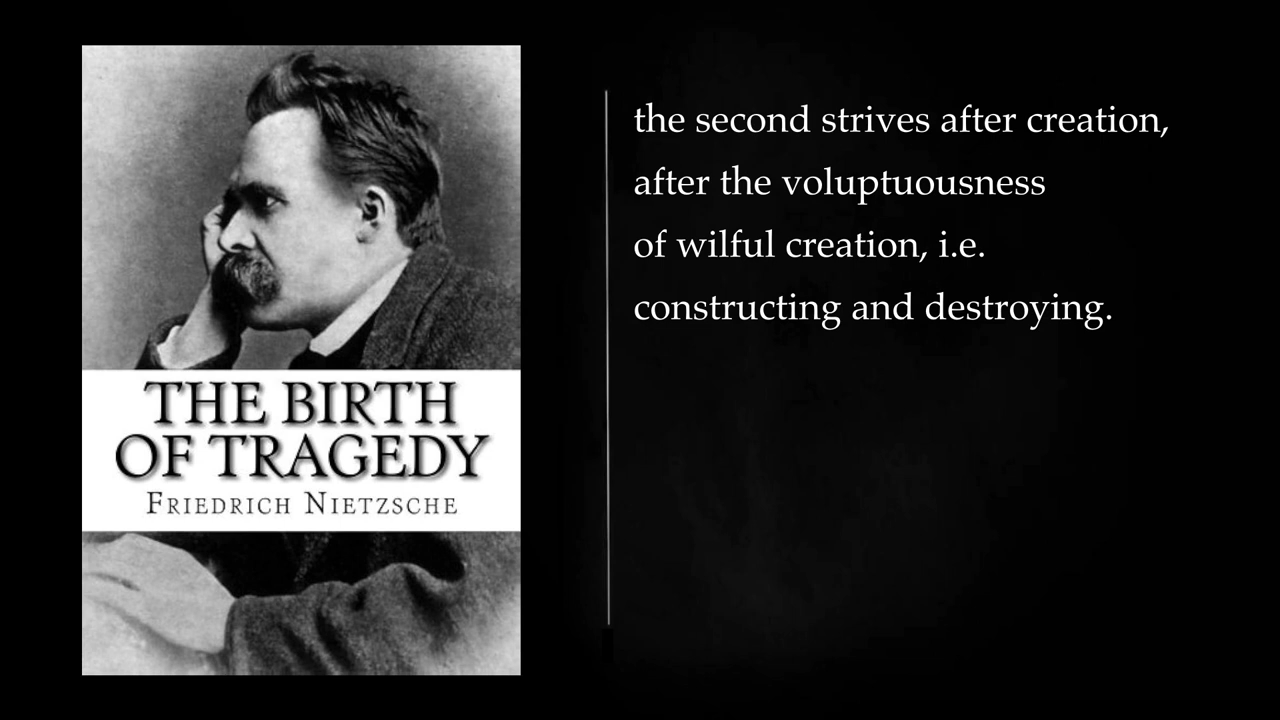 THE BIRTH
OF TRAGEDY
FRIEDRICH NIETZSCHE
the second strives after creation,
after the voluptuousness
of wilful creation, i.e.
constructing and destroying.